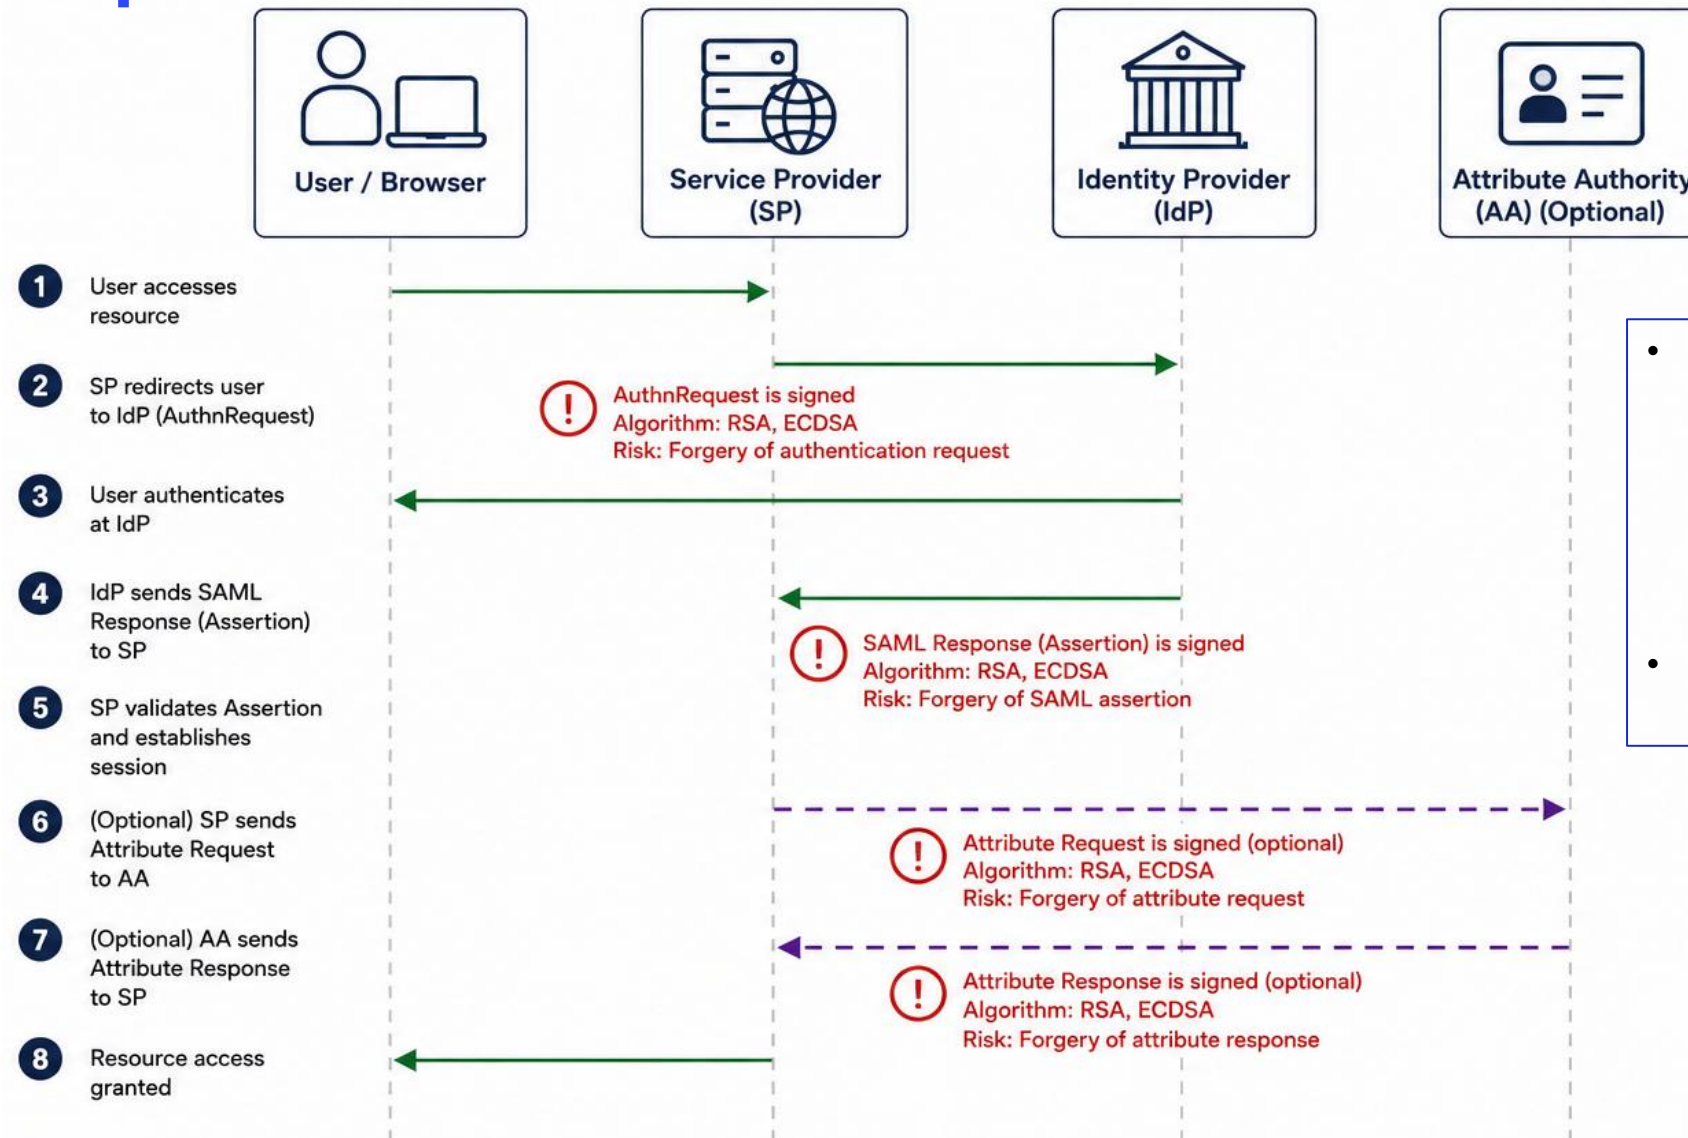 User / Browser
Service Provider
(SP)
Identity Provider
(IdP)
Attribute Authority
(AA) (Optional)
1
User accesses
resource
2
SP redirects user
to IdP (AuthnRequest)
AuthnRequest is signed
Algorithm: RSA, ECDSA
Risk: Forgery of authentication request
3
User authenticates
at IdP
4
IdP sends SAML
Response (Assertion)
to SP
SAML Response (Assertion) is signed
Algorithm: RSA, ECDSA
Risk: Forgery of SAML assertion
5
SP validates Assertion
and establishes
session
6
(Optional) SP sends
Attribute Request
to AA
Attribute Request is signed (optional)
Algorithm: RSA, ECDSA
Risk: Forgery of attribute request
7
(Optional) AA sends
Attribute Response
to SP
Attribute Response is signed (optional)
Algorithm: RSA, ECDSA
Risk: Forgery of attribute response
8
Resource access
granted